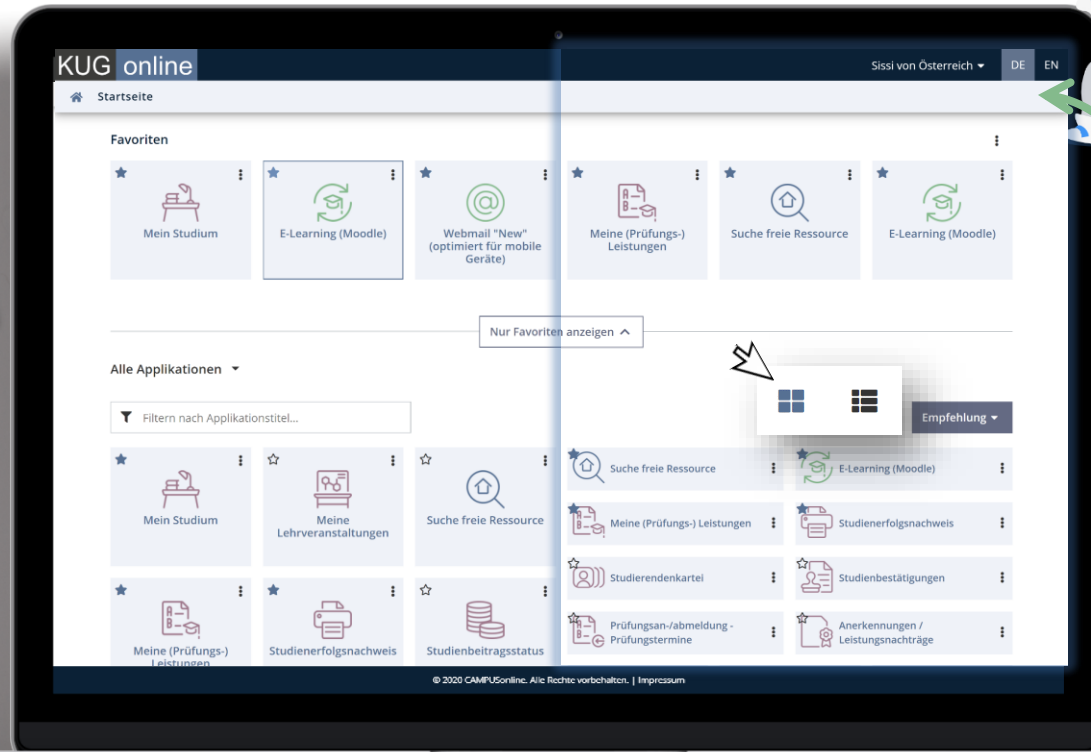 KUG online
Sissi von Österreich
DE
EN
Startseite
Favoriten
Mein Studium
E-Learning (Moodle)
Webmail "New"
(optimiert für mobile
Geräte)
Meine (Prüfungs-)
Leistungen
Suche freie Ressource
E-Learning (Moodle)
Nur Favoriten anzeigen
Alle Applikationen
Filtern nach Applikationstitel...
Empfehlung
Mein Studium
Meine
Lehrveranstaltungen
Suche freie Ressource
Suche freie Ressource
E-Learning (Moodle)
Meine (Prüfungs-) Leistungen
Studienerfolgsnachweis
Studierendenkartei
Studienbestätigungen
Prüfungsan-/abmeldung -
Prüfungstermine
Anerkennungen /
Leistungsnachträge
Meine (Prüfungs-)
Leistungen
Studienerfolgsnachweis
Studienbeitragsstatus
© 2020 CAMPUSonline. Alle Rechte vorbehalten. | Impressum